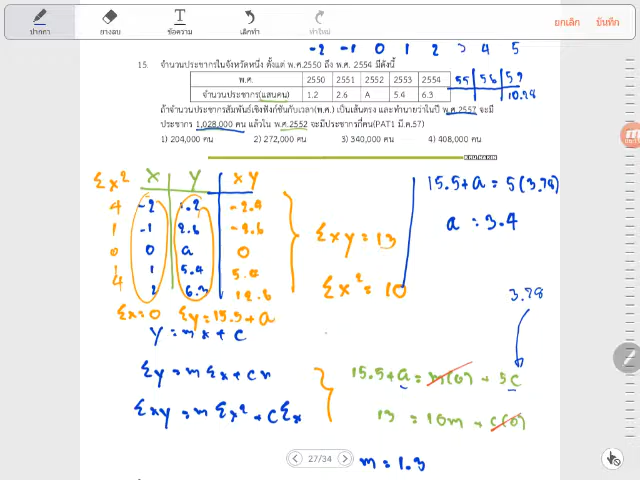 ยกเลิก บันทึก
ปากกา ยางลบ ข้อความ เลิกทำ ทำใหม่
-2 -1 0 1 2 3 4 5
15. จำนวนประชากรในจังหวัดหนึ่ง ตั้งแต่ พ.ศ.2550 ถึง พ.ศ. 2554 มีดังนี้
พ.ศ. 2550 2551 2552 2553 2554 55 56 57
จำนวนประชากร(แสนคน) 1.2 2.6 A 5.4 6.3 10.28
ถ้าจำนวนประชากรสัมพันธ์เชิงฟังก์ชันกับเวลา(พ.ศ.) เป็นเส้นตรง และทำนายว่าในปี พ.ศ.2557 จะมี
ประชากร 1,028,000 คน แล้วใน พ.ศ.2552 จะมีประชากรกี่คน(PAT1 มี.ค.57)
1) 204,000 คน 2) 272,000 คน 3) 340,000 คน 4) 408,000 คน
Σx² X Y XY
4 -2 1.2 -2.4
1 -1 2.6 -2.6
0 0 a 0
1 1 5.4 5.4
4 2 6.3 12.6
Σx=0 Σy=15.5+a
Σxy=13
Σx²=10
15.5+a = 5(3.78)
a = 3.4
3.78
y = mx + c
Σy = mΣx + cn
Σxy = mΣx² + cΣx
15.5+a = m(0) + 5c
13 = 10m + c(0)
m = 1.3
27/34